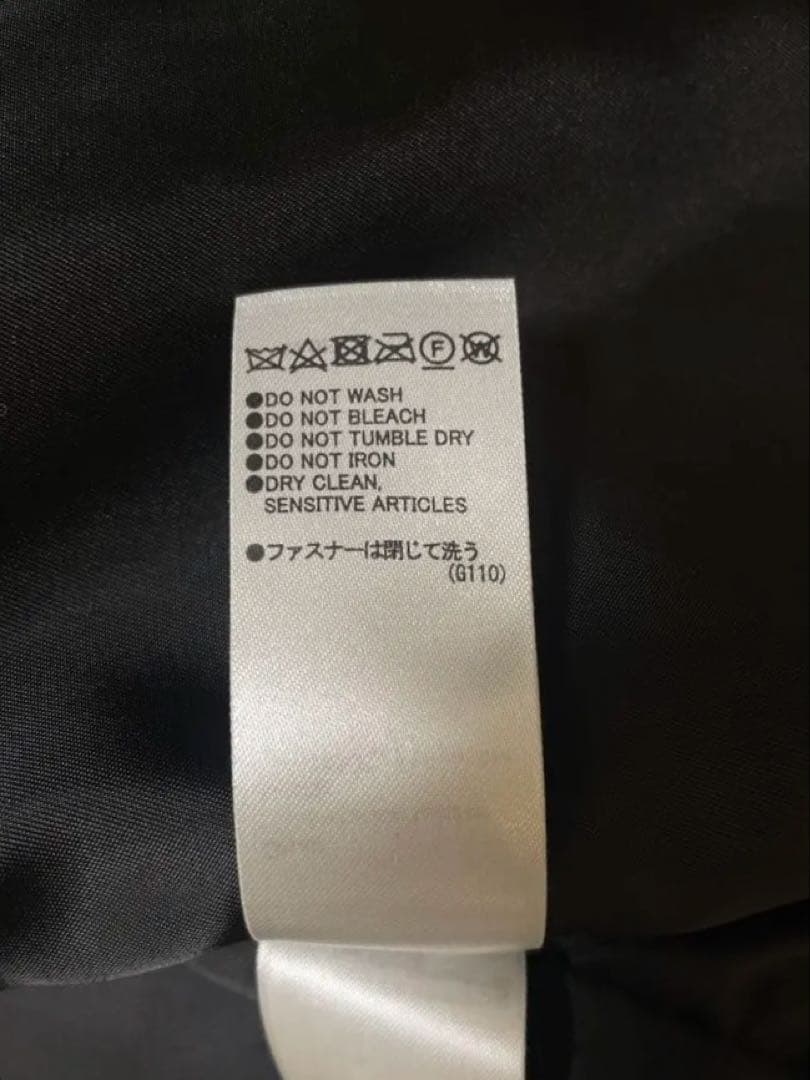 F W
●DO NOT WASH
●DO NOT BLEACH
●DO NOT TUMBLE DRY
●DO NOT IRON
●DRY CLEAN,
SENSITIVE ARTICLES
●ファスナーは閉じて洗う
(G110)